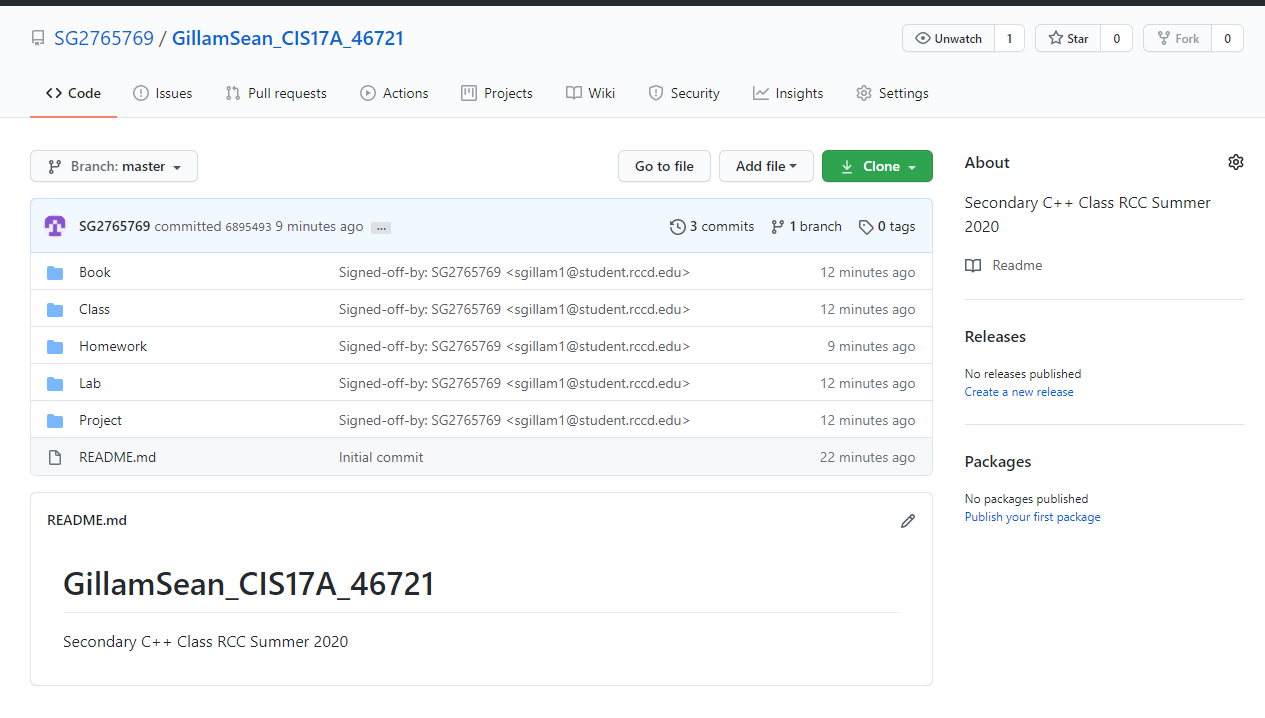 SG2765769 / GillamSean_CIS17A_46721 Unwatch 1 Star 0 Fork 0
Code Issues Pull requests Actions Projects Wiki Security Insights Settings
Branch: master Go to file Add file Clone
SG2765769 committed 6895493 9 minutes ago ... 3 commits 1 branch 0 tags
Book Signed-off-by: SG2765769 <sgillam1@student.rccd.edu> 12 minutes ago
Class Signed-off-by: SG2765769 <sgillam1@student.rccd.edu> 12 minutes ago
Homework Signed-off-by: SG2765769 <sgillam1@student.rccd.edu> 9 minutes ago
Lab Signed-off-by: SG2765769 <sgillam1@student.rccd.edu> 12 minutes ago
Project Signed-off-by: SG2765769 <sgillam1@student.rccd.edu> 12 minutes ago
README.md Initial commit 22 minutes ago
README.md
GillamSean_CIS17A_46721
Secondary C++ Class RCC Summer 2020
About
Secondary C++ Class RCC Summer
2020
Readme
Releases
No releases published
Create a new release
Packages
No packages published
Publish your first package